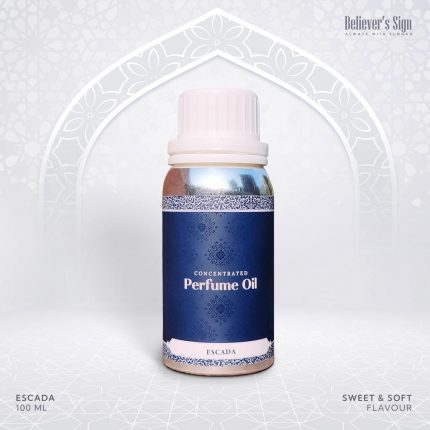 Believer's Sign
ALWAYS WITH SUNNAH
CONCENTRATED
Perfume Oil
ESCADA
ESCADA
100 ML
SWEET & SOFT
FLAVOUR